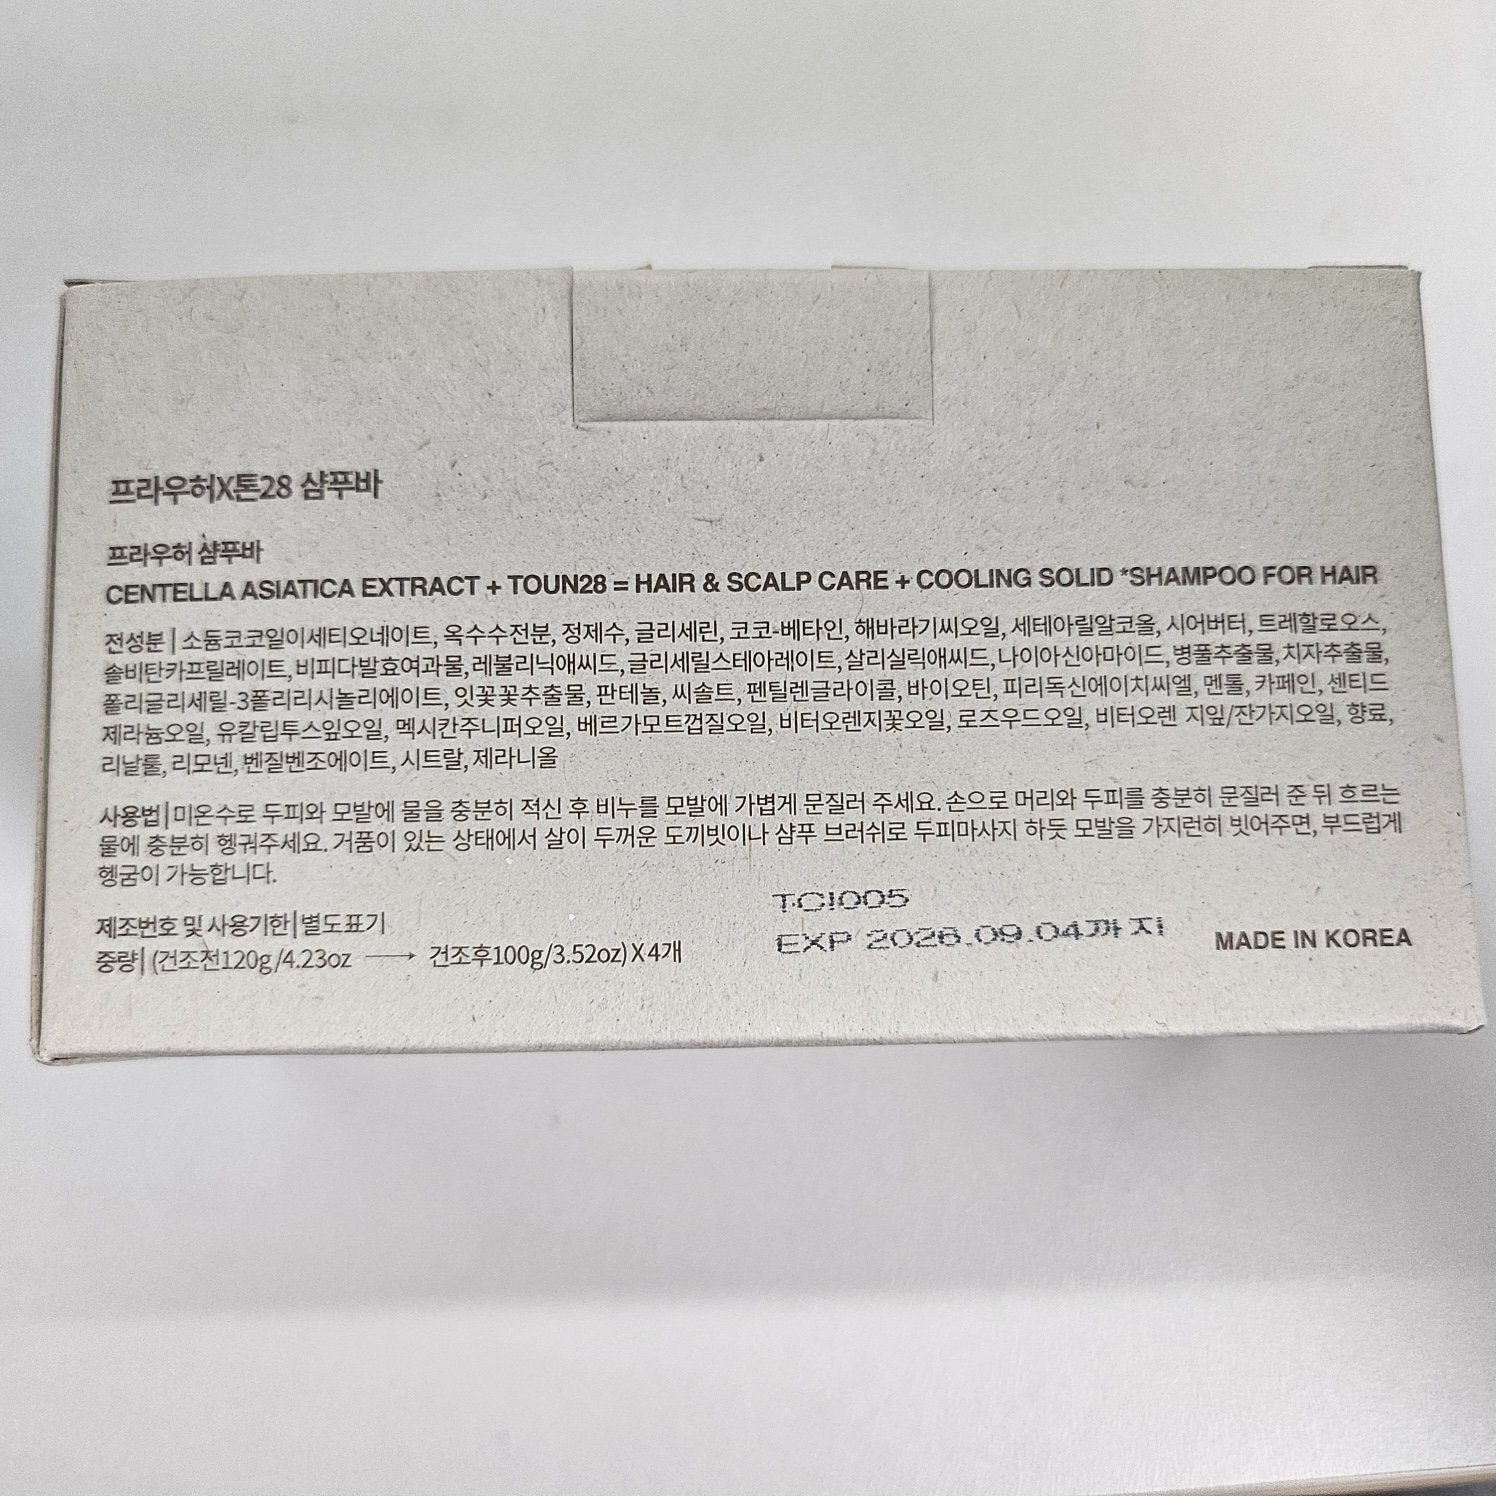 프라우허X톤28 샴푸바
프라우허 샴푸바
CENTELLA ASIATICA EXTRACT + TOUN28 = HAIR & SCALP CARE + COOLING SOLID *SHAMPOO FOR HAIR
전성분 | 소듐코코일이세티오네이트, 옥수수전분, 정제수, 글리세린, 코코-베타인, 해바라기씨오일, 세테아릴알코올, 시어버터, 트레할로오스,
솔비탄카프릴레이트, 비피다발효여과물, 레불리닉애씨드, 글리세릴스테아레이트, 살리실릭애씨드, 나이아신아마이드, 병풀추출물, 치자추출물,
폴리글리세릴-3폴리리시놀리에이트, 잇꽃꽃추출물, 판테놀, 씨솔트, 펜틸렌글라이콜, 바이오틴, 피리독신에이치씨엘, 멘톨, 카페인, 센티드
제라늄오일, 유칼립투스잎오일, 멕시칸주니퍼오일, 베르가모트껍질오일, 비터오렌지꽃오일, 로즈우드오일, 비터오렌 지잎/잔가지오일, 향료,
리날룰, 리모넨, 벤질벤조에이트, 시트랄, 제라니올
사용법 | 미온수로 두피와 모발에 물을 충분히 적신 후 비누를 모발에 가볍게 문질러 주세요. 손으로 머리와 두피를 충분히 문질러 준 뒤 흐르는
물에 충분히 헹궈주세요. 거품이 있는 상태에서 살이 두꺼운 도끼빗이나 샴푸 브러쉬로 두피마사지 하듯 모발을 가지런히 빗어주면, 부드럽게
헹굼이 가능합니다.
제조번호 및 사용기한 | 별도표기
중량 | (건조전120g/4.23oz → 건조후100g/3.52oz) X 4개
TCI005
EXP 2026.09.04까지
MADE IN KOREA